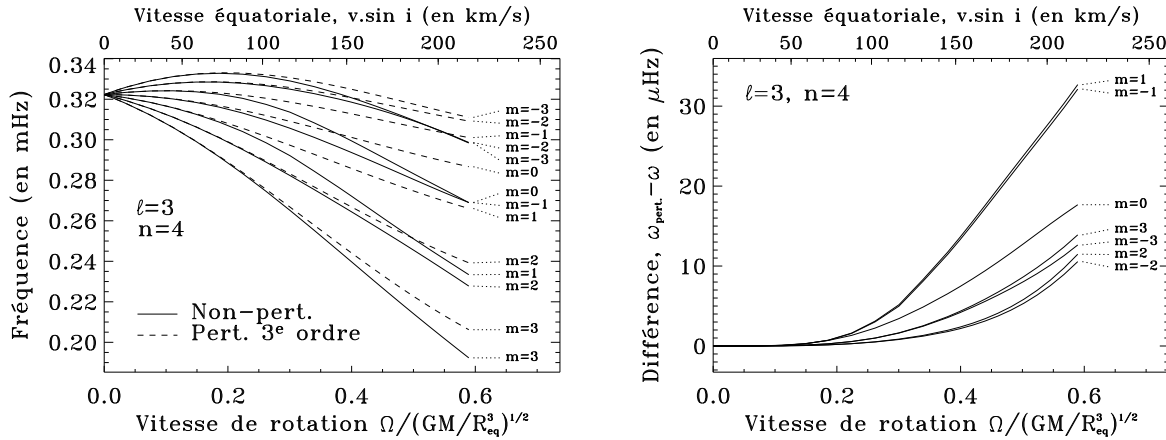 Vitesse équatoriale, v.sin i (en km/s)
0 50 100 150 200 250
Fréquence (en mHz)
0.34
0.32
0.30
0.28
0.26
0.24
0.22
0.20
ℓ=3
n=4
Non-pert.
Pert. 3e ordre
m=−3
m=−2
m=−1
m=−2
m=−3
m=0
m=0
m=−1
m=1
m=2
m=1
m=2
m=3
m=3
0.0 0.2 0.4 0.6
Vitesse de rotation Ω/(GM/R³eq)^1/2
Vitesse équatoriale, v.sin i (en km/s)
0 50 100 150 200 250
Différence, ωpert.−ω (en μHz)
30
20
10
0
ℓ=3, n=4
m=1
m=−1
m=0
m=3
m=−3
m=2
m=−2
0.0 0.2 0.4 0.6
Vitesse de rotation Ω/(GM/R³eq)^1/2